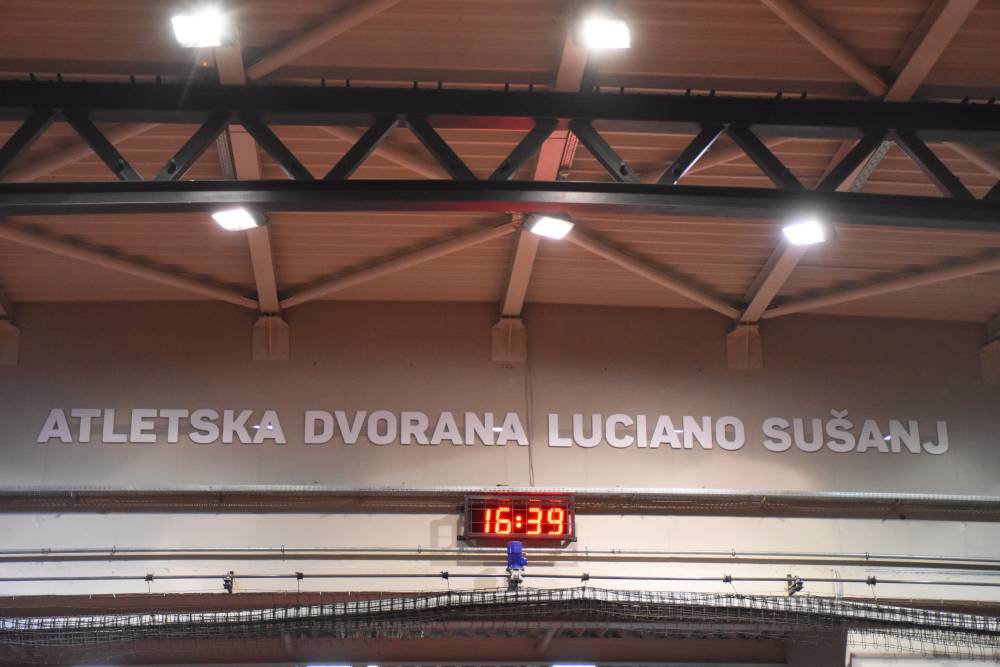 ATLETSKA DVORANA LUCIANO SUŠANJ
16:39